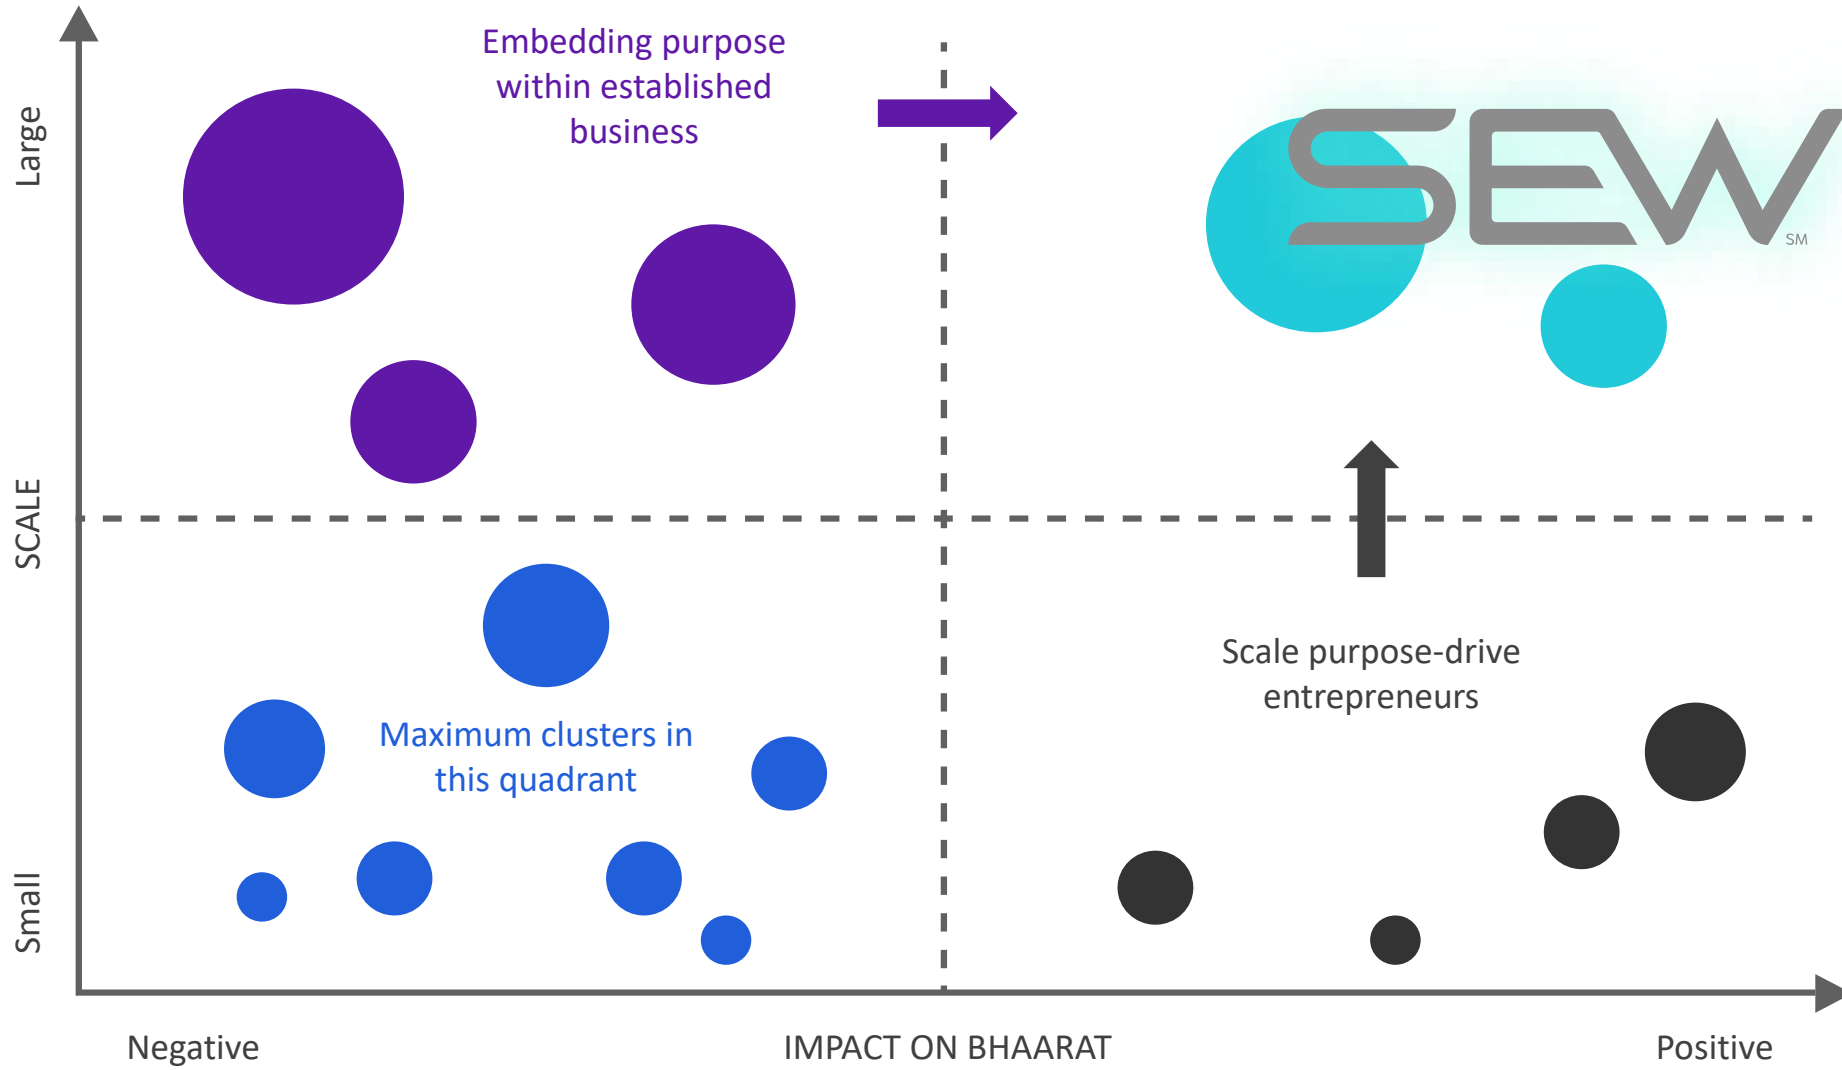 Embedding purpose
within established
business
Large
SEW
SM
SCALE
Scale purpose-drive
entrepreneurs
Maximum clusters in
this quadrant
Small
Negative
IMPACT ON BHAARAT
Positive